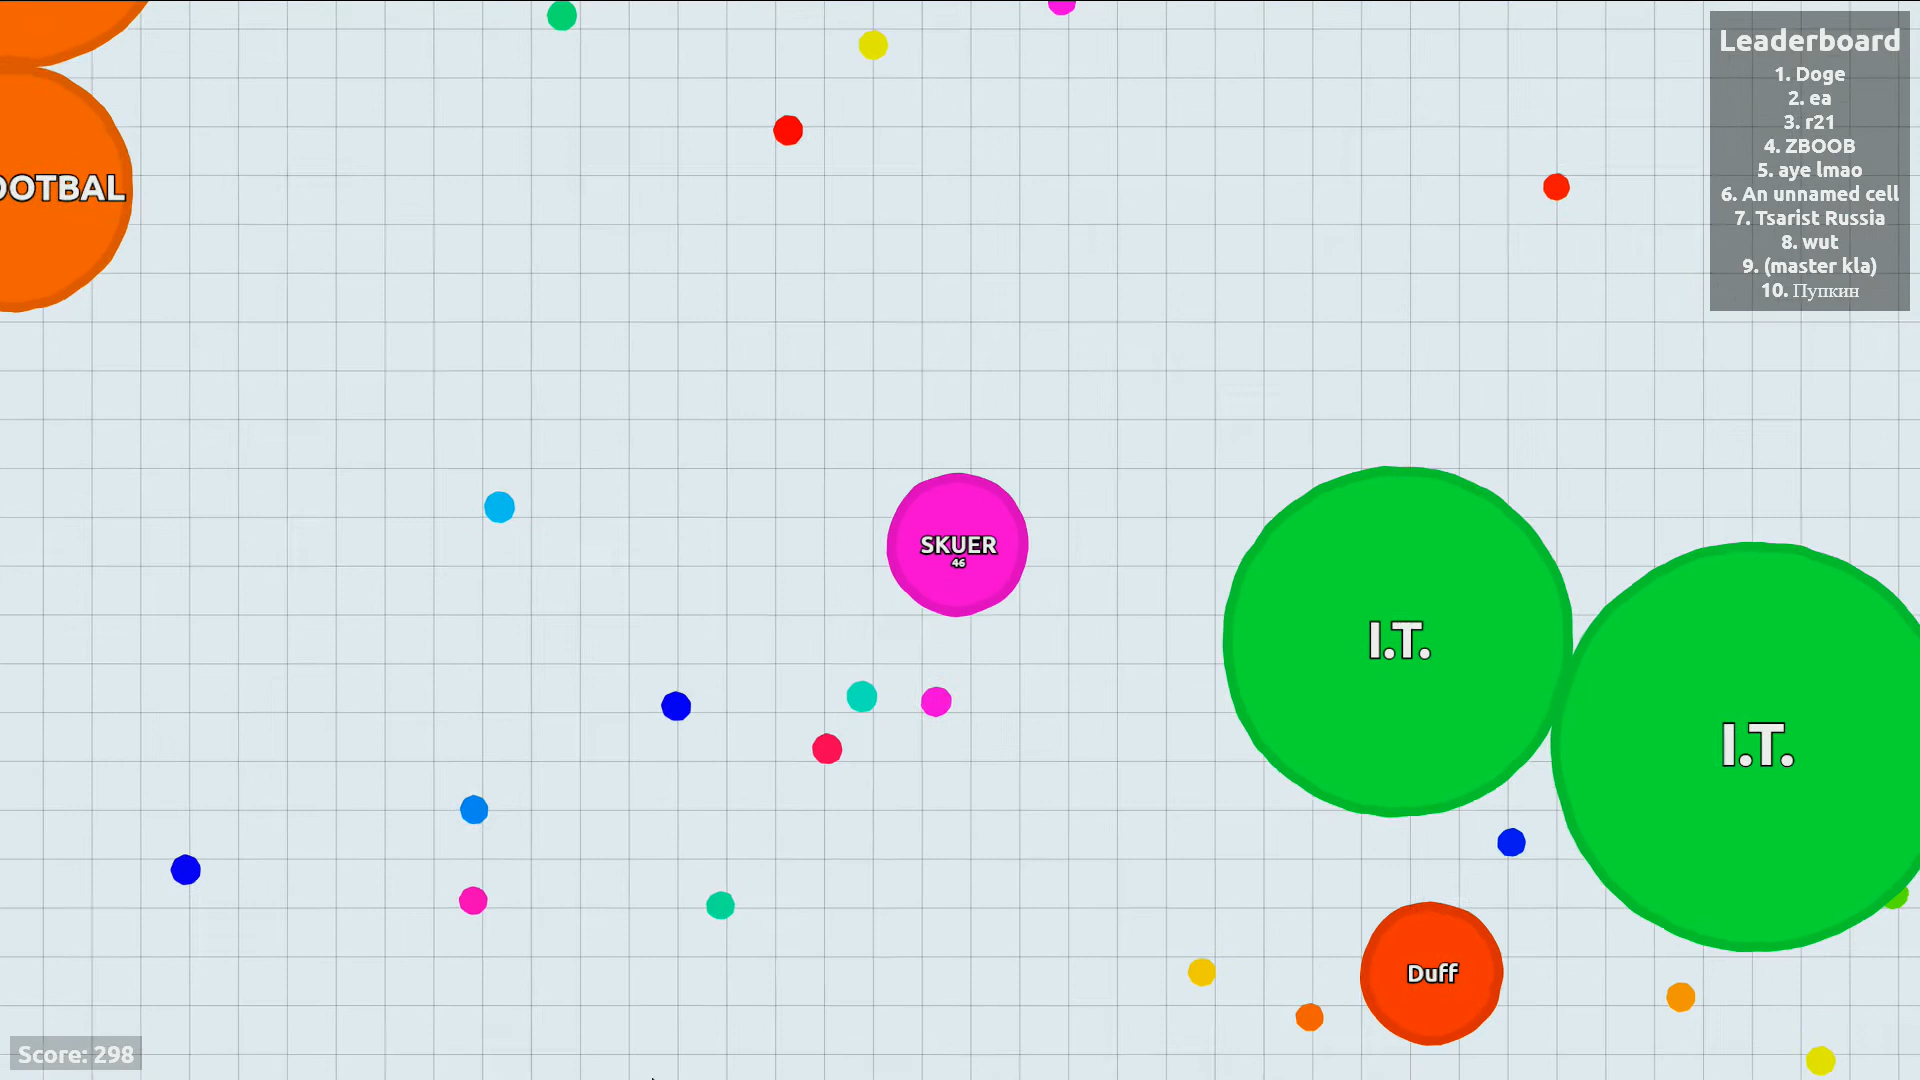 Leaderboard
1. Doge
2. ea
3. r21
4. ZBOOB
5. aye lmao
6. An unnamed cell
7. Tsarist Russia
8. wut
9. (master kla)
10. Пупкин
OOTBAL
SKUER
46
I.T.
I.T.
Duff
Score: 298